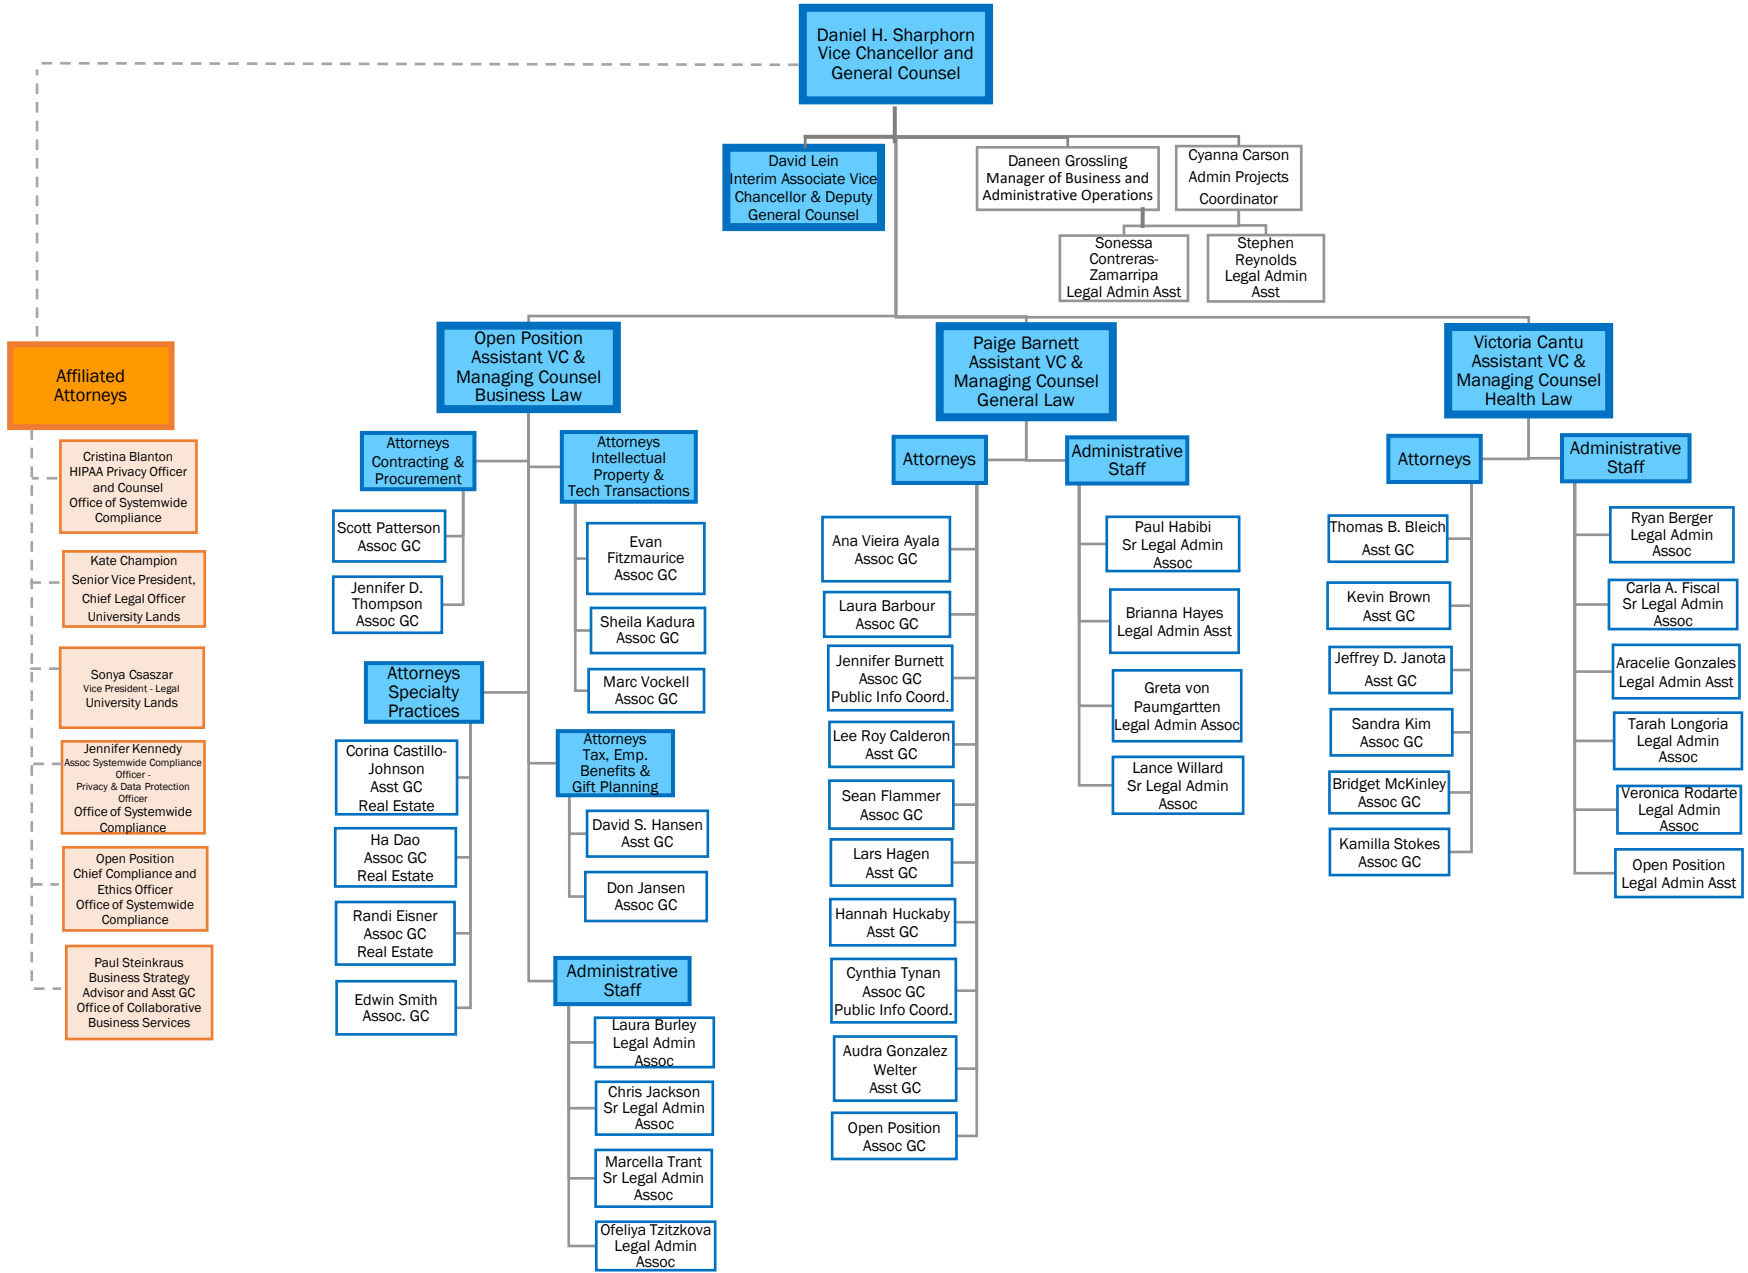 Daniel H. Sharphorn
Vice Chancellor and
General Counsel
David Lein
Interim Associate Vice
Chancellor & Deputy
General Counsel
Daneen Grossling
Manager of Business and
Administrative Operations
Cyanna Carson
Admin Projects
Coordinator
Sonessa
Contreras-
Zamarripa
Legal Admin Asst
Stephen
Reynolds
Legal Admin
Asst
Affiliated
Attorneys
Cristina Blanton
HIPAA Privacy Officer
and Counsel
Office of Systemwide
Compliance
Kate Champion
Senior Vice President,
Chief Legal Officer
University Lands
Sonya Csaszar
Vice President - Legal
University Lands
Jennifer Kennedy
Assoc Systemwide Compliance
Officer -
Privacy & Data Protection
Officer
Office of Systemwide
Compliance
Open Position
Chief Compliance and
Ethics Officer
Office of Systemwide
Compliance
Paul Steinkraus
Business Strategy
Advisor and Asst GC
Office of Collaborative
Business Services
Open Position
Assistant VC &
Managing Counsel
Business Law
Attorneys
Contracting &
Procurement
Scott Patterson
Assoc GC
Jennifer D.
Thompson
Assoc GC
Attorneys
Intellectual
Property &
Tech Transactions
Evan
Fitzmaurice
Assoc GC
Sheila Kadura
Assoc GC
Marc Vockell
Assoc GC
Attorneys
Specialty
Practices
Corina Castillo-
Johnson
Asst GC
Real Estate
Ha Dao
Assoc GC
Real Estate
Randi Eisner
Assoc GC
Real Estate
Edwin Smith
Assoc. GC
Attorneys
Tax, Emp.
Benefits &
Gift Planning
David S. Hansen
Asst GC
Don Jansen
Assoc GC
Administrative
Staff
Laura Burley
Legal Admin
Assoc
Chris Jackson
Sr Legal Admin
Assoc
Marcella Trant
Sr Legal Admin
Assoc
Ofeliya Tzitzkova
Legal Admin
Assoc
Paige Barnett
Assistant VC &
Managing Counsel
General Law
Attorneys
Ana Vieira Ayala
Assoc GC
Laura Barbour
Assoc GC
Jennifer Burnett
Assoc GC
Public Info Coord.
Lee Roy Calderon
Asst GC
Sean Flammer
Assoc GC
Lars Hagen
Asst GC
Hannah Huckaby
Asst GC
Cynthia Tynan
Assoc GC
Public Info Coord.
Audra Gonzalez
Welter
Asst GC
Open Position
Assoc GC
Administrative
Staff
Paul Habibi
Sr Legal Admin
Assoc
Brianna Hayes
Legal Admin Asst
Greta von
Paumgartten
Legal Admin Assoc
Lance Willard
Sr Legal Admin
Assoc
Victoria Cantu
Assistant VC &
Managing Counsel
Health Law
Attorneys
Thomas B. Bleich
Asst GC
Kevin Brown
Asst GC
Jeffrey D. Janota
Asst GC
Sandra Kim
Assoc GC
Bridget McKinley
Assoc GC
Kamilla Stokes
Assoc GC
Administrative
Staff
Ryan Berger
Legal Admin
Assoc
Carla A. Fiscal
Sr Legal Admin
Assoc
Aracelie Gonzales
Legal Admin Asst
Tarah Longoria
Legal Admin
Assoc
Veronica Rodarte
Legal Admin
Assoc
Open Position
Legal Admin Asst